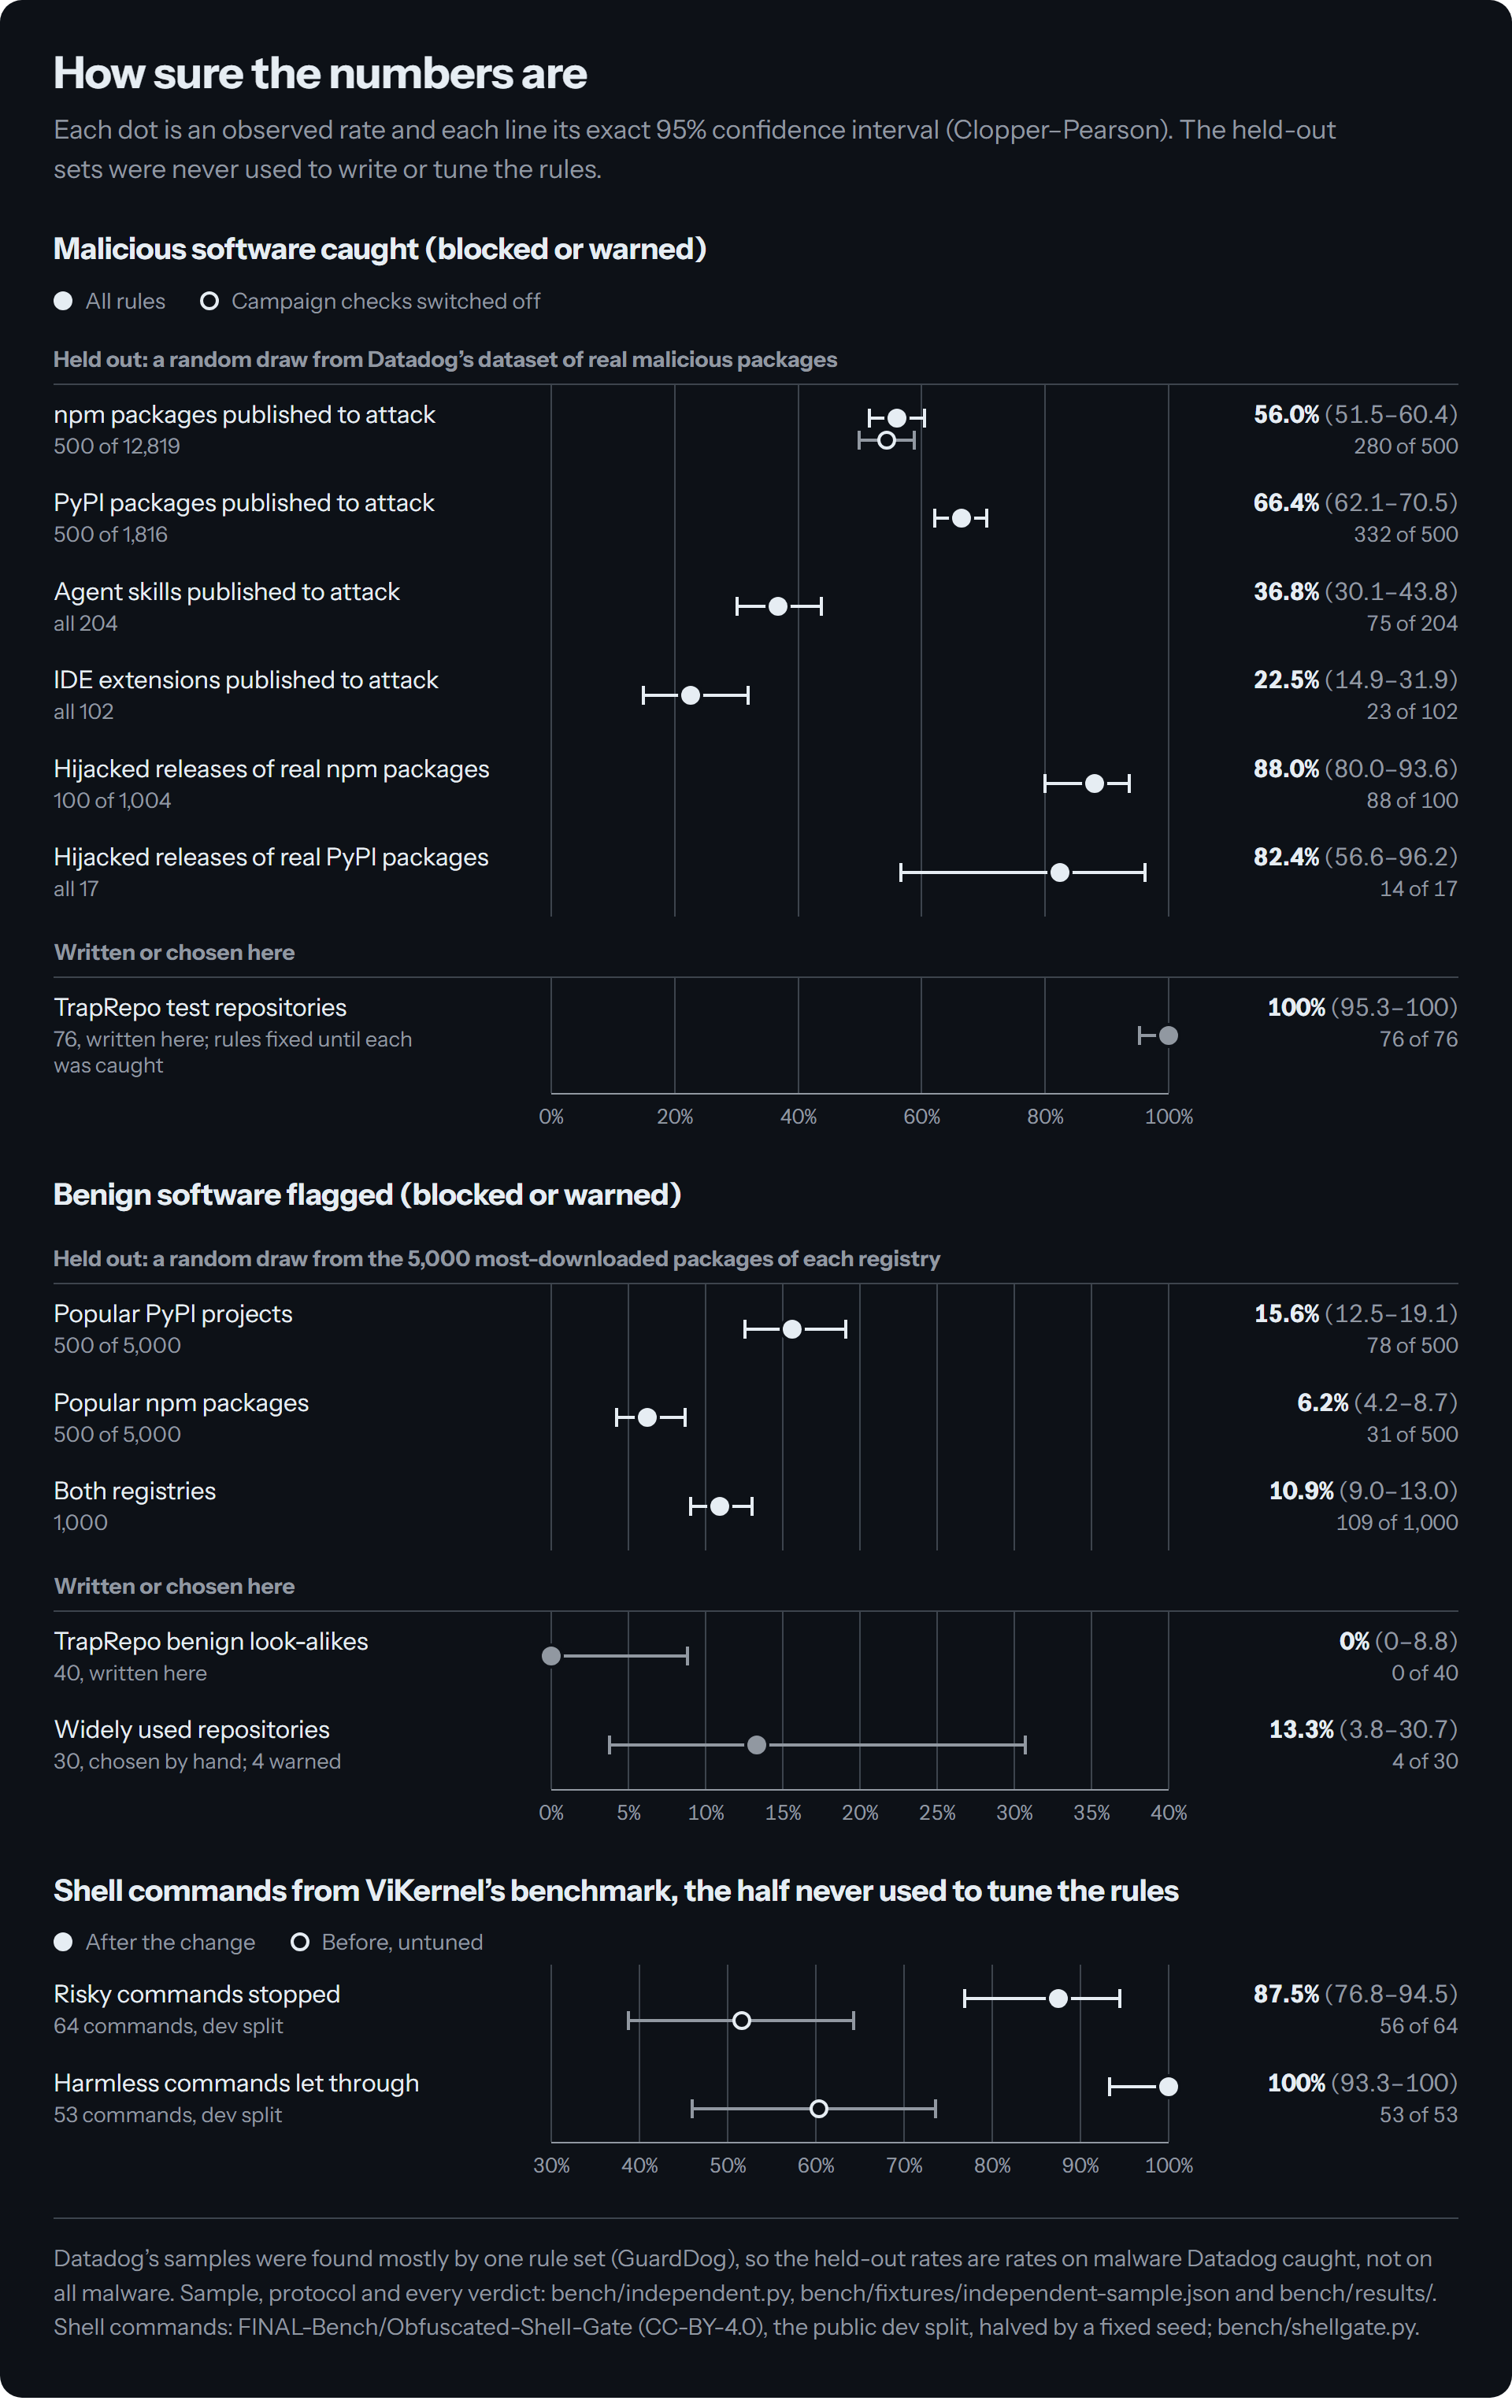 How sure the numbers are
Each dot is an observed rate and each line its exact 95% confidence interval (Clopper–Pearson). The held-out
sets were never used to write or tune the rules.
Malicious software caught (blocked or warned)
All rules
Campaign checks switched off
Held out: a random draw from Datadog’s dataset of real malicious packages
npm packages published to attack
500 of 12,819
56.0% (51.5–60.4)
280 of 500
PyPI packages published to attack
500 of 1,816
66.4% (62.1–70.5)
332 of 500
Agent skills published to attack
all 204
36.8% (30.1–43.8)
75 of 204
IDE extensions published to attack
all 102
22.5% (14.9–31.9)
23 of 102
Hijacked releases of real npm packages
100 of 1,004
88.0% (80.0–93.6)
88 of 100
Hijacked releases of real PyPI packages
all 17
82.4% (56.6–96.2)
14 of 17
Written or chosen here
TrapRepo test repositories
76, written here; rules fixed until each
was caught
100% (95.3–100)
76 of 76
0% 20% 40% 60% 80% 100%
Benign software flagged (blocked or warned)
Held out: a random draw from the 5,000 most-downloaded packages of each registry
Popular PyPI projects
500 of 5,000
15.6% (12.5–19.1)
78 of 500
Popular npm packages
500 of 5,000
6.2% (4.2–8.7)
31 of 500
Both registries
1,000
10.9% (9.0–13.0)
109 of 1,000
Written or chosen here
TrapRepo benign look-alikes
40, written here
0% (0–8.8)
0 of 40
Widely used repositories
30, chosen by hand; 4 warned
13.3% (3.8–30.7)
4 of 30
0% 5% 10% 15% 20% 25% 30% 35% 40%
Shell commands from ViKernel’s benchmark, the half never used to tune the rules
After the change
Before, untuned
Risky commands stopped
64 commands, dev split
87.5% (76.8–94.5)
56 of 64
Harmless commands let through
53 commands, dev split
100% (93.3–100)
53 of 53
30% 40% 50% 60% 70% 80% 90% 100%
Datadog’s samples were found mostly by one rule set (GuardDog), so the held-out rates are rates on malware Datadog caught, not on
all malware. Sample, protocol and every verdict: bench/independent.py, bench/fixtures/independent-sample.json and bench/results/.
Shell commands: FINAL-Bench/Obfuscated-Shell-Gate (CC-BY-4.0), the public dev split, halved by a fixed seed; bench/shellgate.py.